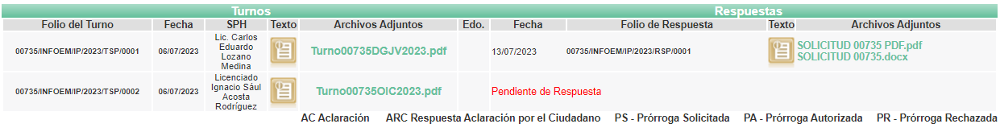 Turnos Respuestas
Folio del Turno Fecha SPH Texto Archivos Adjuntos Edo. Fecha Folio de Respuesta Texto Archivos Adjuntos
00735/INFOEM/IP/2023/TSP/0001 06/07/2023 Lic. Carlos Eduardo Lozano Medina Turno00735DGJV2023.pdf 13/07/2023 00735/INFOEM/IP/2023/RSP/0001 SOLICITUD 00735 PDF.pdf
SOLICITUD 00735.docx
00735/INFOEM/IP/2023/TSP/0002 06/07/2023 Licenciado Ignacio Sául Acosta Rodríguez Turno00735OIC2023.pdf Pendiente de Respuesta
AC Aclaración ARC Respuesta Aclaración por el Ciudadano PS - Prórroga Solicitada PA - Prórroga Autorizada PR - Prórroga Rechazada